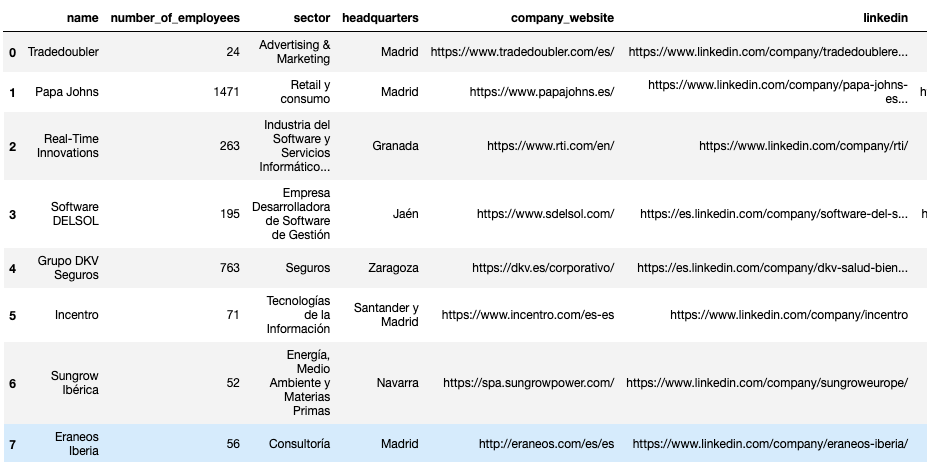 name number_of_employees sector headquarters company_website linkedin
0 Tradedoubler 24 Advertising & Marketing Madrid https://www.tradedoubler.com/es/ https://www.linkedin.com/company/tradedoublere...
1 Papa Johns 1471 Retail y consumo Madrid https://www.papajohns.es/ https://www.linkedin.com/company/papa-johns-es...
2 Real-Time Innovations 263 Industria del Software y Servicios Informático... Granada https://www.rti.com/en/ https://www.linkedin.com/company/rti/
3 Software DELSOL 195 Empresa Desarrolladora de Software de Gestión Jaén https://www.sdelsol.com/ https://es.linkedin.com/company/software-del-s...
4 Grupo DKV Seguros 763 Seguros Zaragoza https://dkv.es/corporativo/ https://es.linkedin.com/company/dkv-salud-bien...
5 Incentro 71 Tecnologías de la Información Santander y Madrid https://www.incentro.com/es-es https://www.linkedin.com/company/incentro
6 Sungrow Ibérica 52 Energía, Medio Ambiente y Materias Primas Navarra https://spa.sungrowpower.com/ https://www.linkedin.com/company/sungroweurope/
7 Eraneos Iberia 56 Consultoría Madrid http://eraneos.com/es/es https://www.linkedin.com/company/eraneos-iberia/